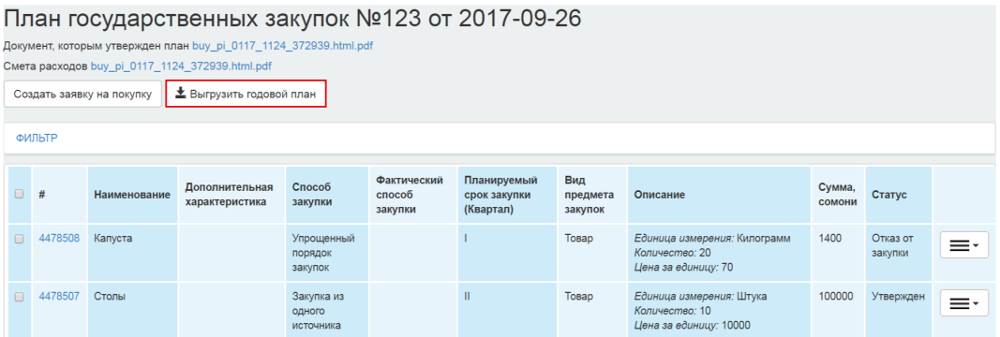 План государственных закупок №123 от 2017-09-26
Документ, которым утвержден план buy_pi_0117_1124_372939.html.pdf
Смета расходов buy_pi_0117_1124_372939.html.pdf
Создать заявку на покупку Выгрузить годовой план
ФИЛЬТР
# Наименование Дополнительная характеристика Способ закупки Фактический способ закупки Планируемый срок закупки (Квартал) Вид предмета закупок Описание Сумма, сомони Статус
4478508 Капуста Упрощенный порядок закупок I Товар Единица измерения: Килограмм Количество: 20 Цена за единицу: 70 1400 Отказ от закупки
4478507 Столы Закупка из одного источника II Товар Единица измерения: Штука Количество: 10 Цена за единицу: 10000 100000 Утвержден